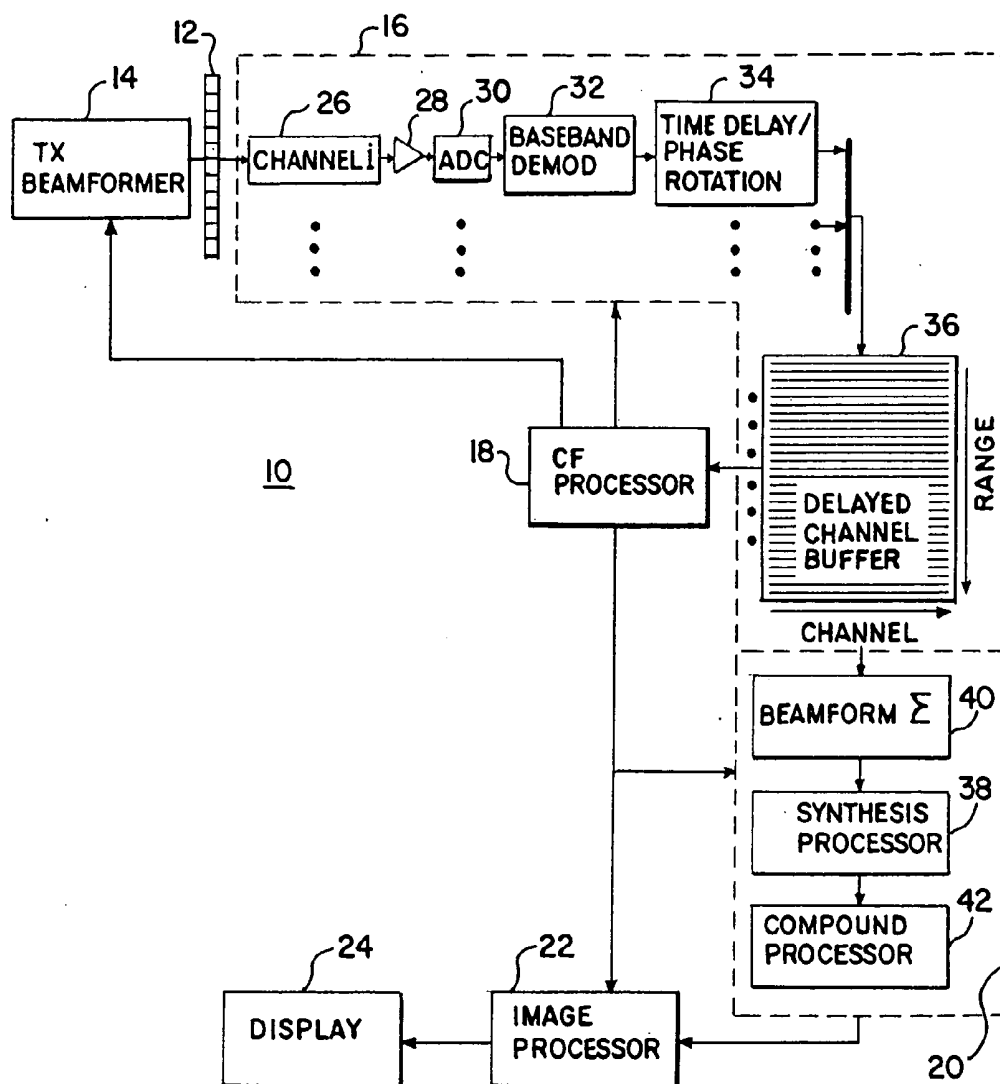 12
16
14
26
28
30
32
34
TX
BEAMFORMER
CHANNEL i
ADC
BASEBAND
DEMOD
TIME DELAY/
PHASE
ROTATION
36
18
CF
PROCESSOR
10
DELAYED
CHANNEL
BUFFER
RANGE
CHANNEL
BEAMFORM Σ
40
38
SYNTHESIS
PROCESSOR
42
COMPOUND
PROCESSOR
24
22
DISPLAY
IMAGE
PROCESSOR
20